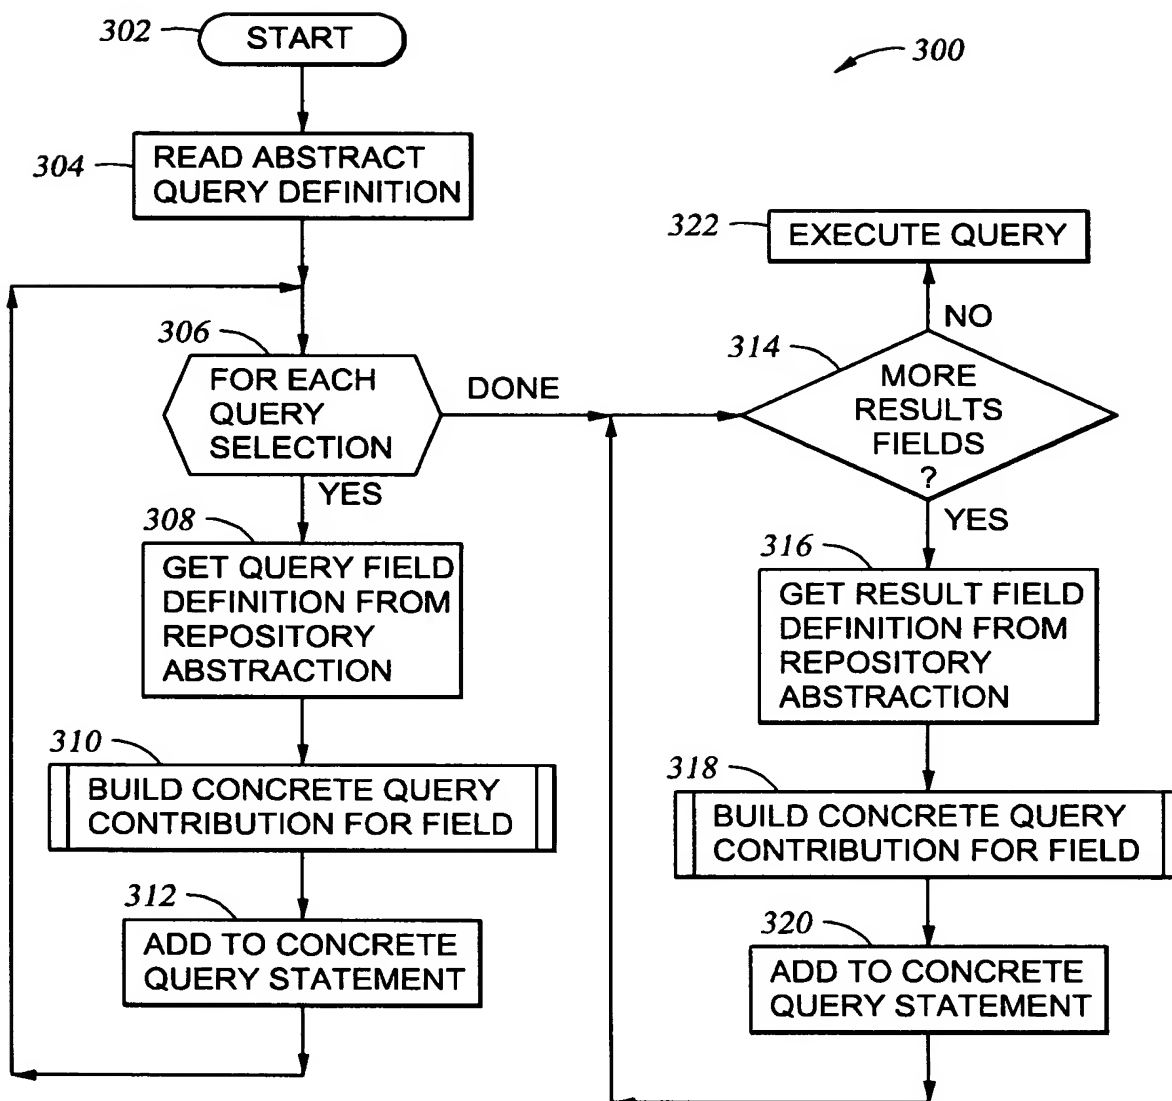 302
START
300
304
READ ABSTRACT
QUERY DEFINITION
306
FOR EACH
QUERY
SELECTION
DONE
YES
308
GET QUERY FIELD
DEFINITION FROM
REPOSITORY
ABSTRACTION
310
BUILD CONCRETE QUERY
CONTRIBUTION FOR FIELD
312
ADD TO CONCRETE
QUERY STATEMENT
322
EXECUTE QUERY
NO
314
MORE
RESULTS
FIELDS
?
YES
316
GET RESULT FIELD
DEFINITION FROM
REPOSITORY
ABSTRACTION
318
BUILD CONCRETE QUERY
CONTRIBUTION FOR FIELD
320
ADD TO CONCRETE
QUERY STATEMENT